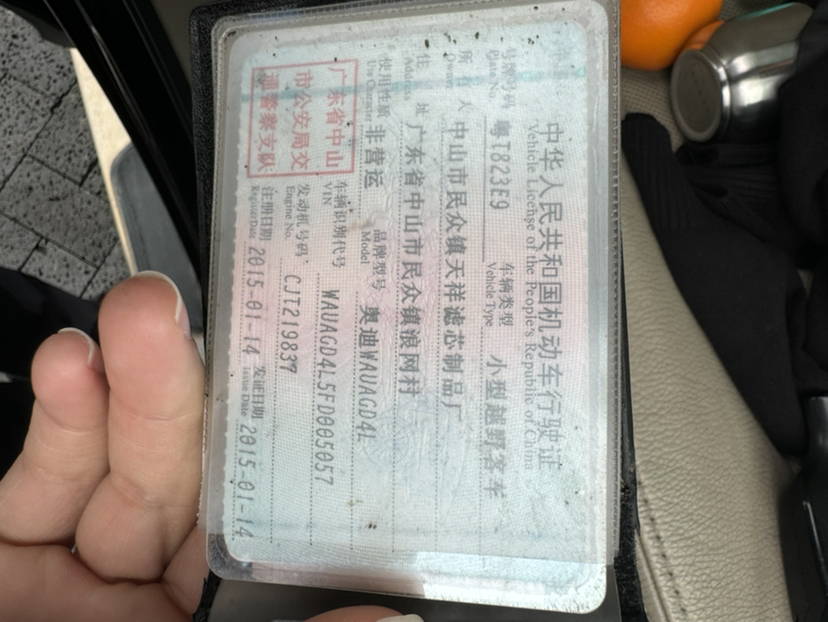 中华人民共和国机动车行驶证
Vehicle License of the People's Republic of China
号牌号码 粤T823E9 车辆类型 小型越野客车
Plate No. Vehicle Type
所有人 中山市民众镇天祥滤芯制品厂
Owner
住址 广东省中山市民众镇浪网村
Address
使用性质 非营运 品牌型号 奥迪WAUAGD4L
Use Character Model
广东省中山
市公安局交
通警察支队
车辆识别代号 WAUAGD4L5FD005057
VIN
发动机号码 CJT219837
Engine No.
注册日期 2015-01-14 发证日期 2015-01-14
Register Date Issue Date